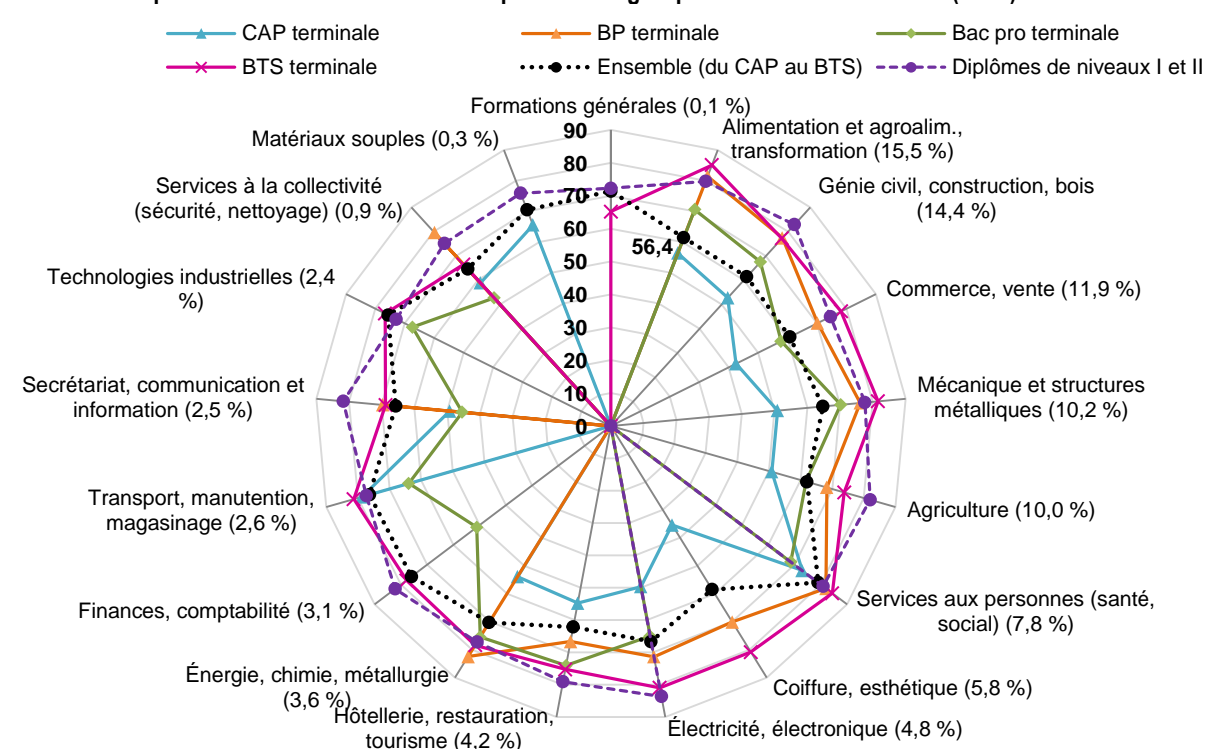 CAP terminale
BP terminale
Bac pro terminale
BTS terminale
Ensemble (du CAP au BTS)
Diplômes de niveaux I et II
Formations générales (0,1 %)
Alimentation et agroalim.,
transformation (15,5 %)
Génie civil, construction, bois
(14,4 %)
Commerce, vente (11,9 %)
Mécanique et structures
métalliques (10,2 %)
Agriculture (10,0 %)
Services aux personnes (santé,
social) (7,8 %)
Coiffure, esthétique (5,8 %)
Électricité, électronique (4,8 %)
Hôtellerie, restauration,
tourisme (4,2 %)
Énergie, chimie, métallurgie
(3,6 %)
Finances, comptabilité (3,1 %)
Transport, manutention,
magasinage (2,6 %)
Secrétariat, communication et
information (2,5 %)
Technologies industrielles (2,4
%)
Services à la collectivité
(sécurité, nettoyage) (0,9 %)
Matériaux souples (0,3 %)
90
80
70
60
50
40
30
20
10
0
56,4